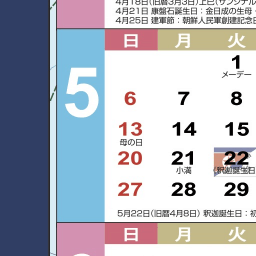 4月18日(旧暦3月3日)上巳(サンジナル
4月21日 康盤石誕生日：金日成の生母・
4月25日 建軍節：朝鮮人民軍創建記念日
5
日 月 火
1
メーデー
6 7 8
13 14 15
母の日
20 21 22
小満 (釈迦誕生日)
27 28 29
5月22日(旧暦4月8日) 釈迦誕生日：初
日 月 火